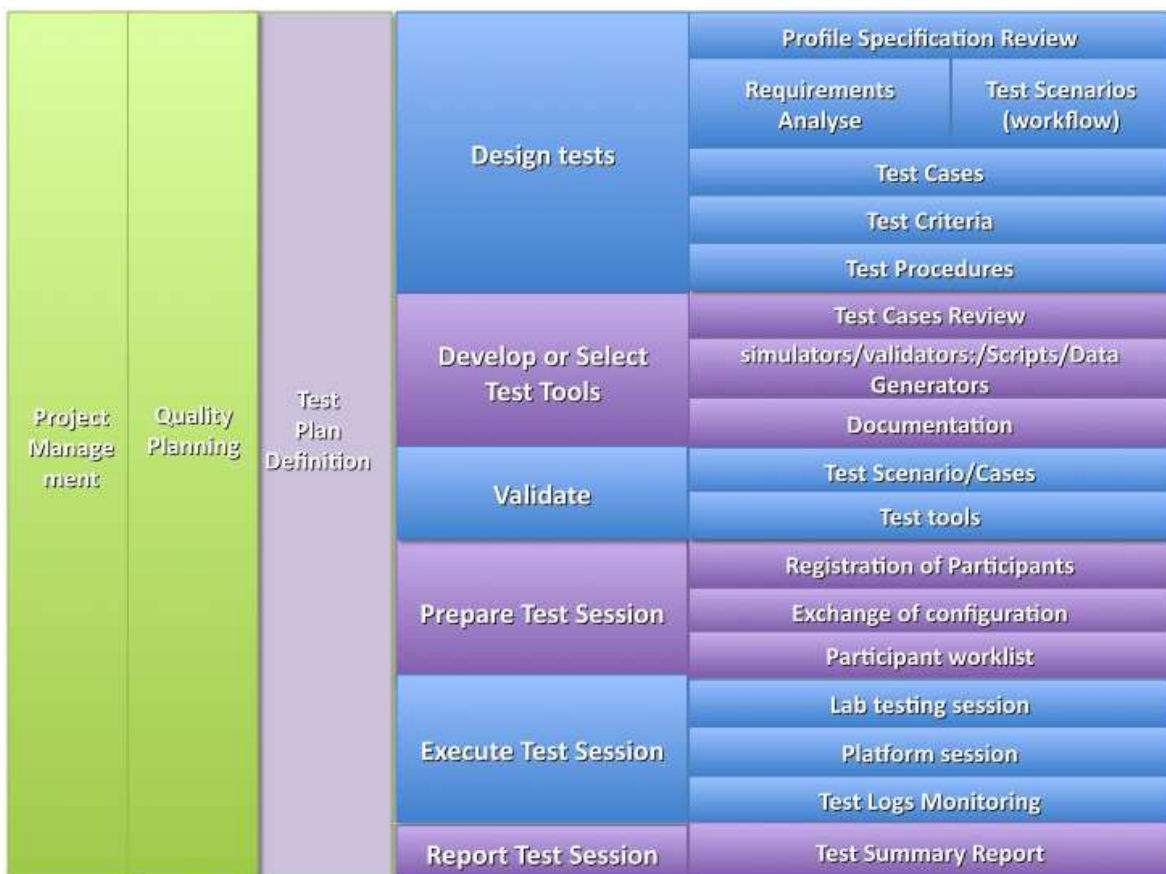 Project
Manage
ment
Quality
Planning
Test
Plan
Definition
Design tests
Profile Specification Review
Requirements
Analyse
Test Scenarios
(workflow)
Test Cases
Test Criteria
Test Procedures
Develop or Select
Test Tools
Test Cases Review
simulators/validators:/Scripts/Data
Generators
Documentation
Validate
Test Scenario/Cases
Test tools
Prepare Test Session
Registration of Participants
Exchange of configuration
Participant worklist
Execute Test Session
Lab testing session
Platform session
Test Logs Monitoring
Report Test Session
Test Summary Report